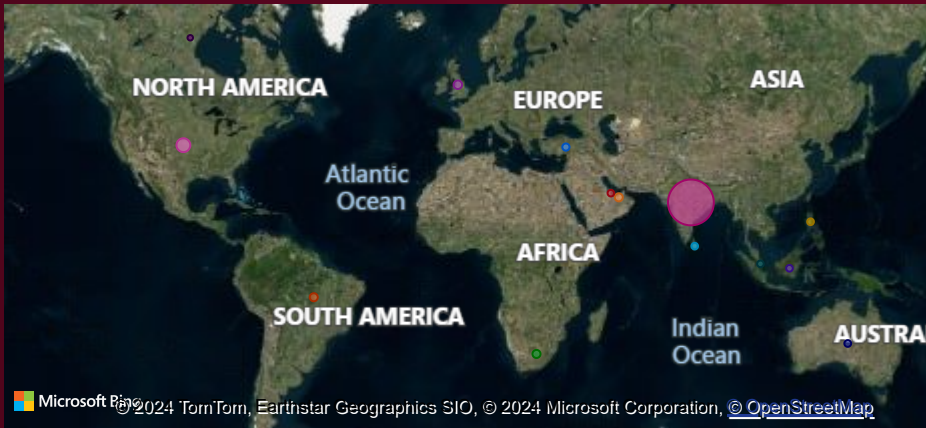 NORTH AMERICA
EUROPE
ASIA
Atlantic
Ocean
AFRICA
SOUTH AMERICA
Indian
Ocean
AUSTRA
Microsoft Bing
© 2024 TomTom, Earthstar Geographics SIO, © 2024 Microsoft Corporation, © OpenStreetMap